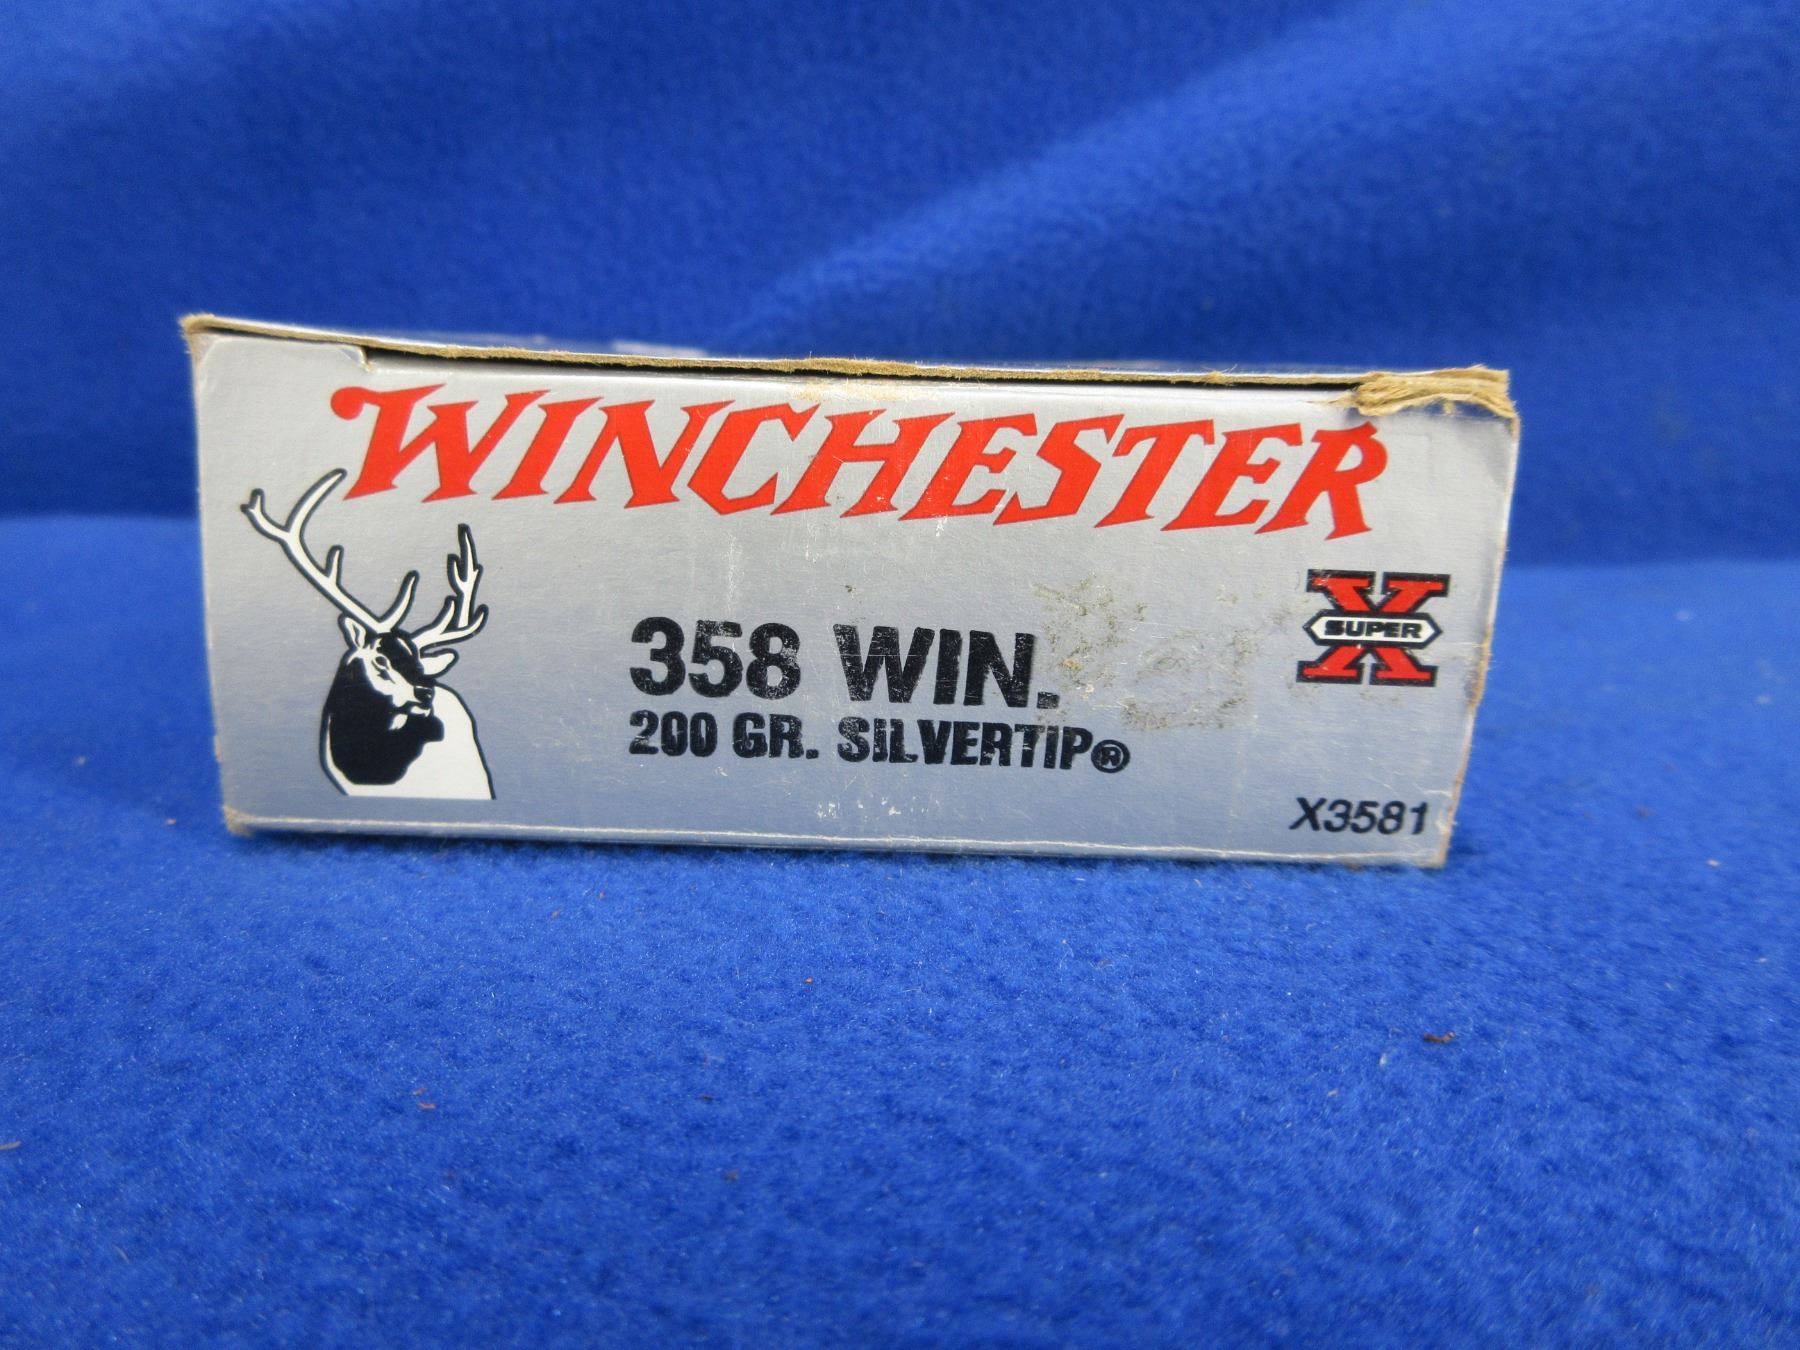 WINCHESTER
SUPER X
358 WIN.
200 GR. SILVERTIP®
X3581